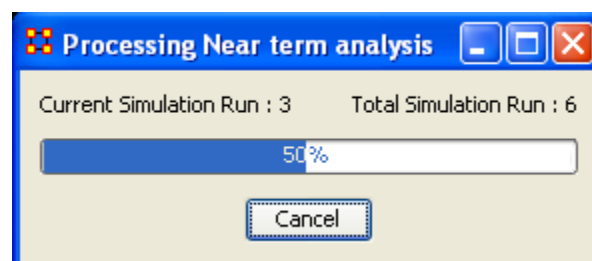 Processing Near term analysis
Current Simulation Run : 3 Total Simulation Run : 6
50%
Cancel